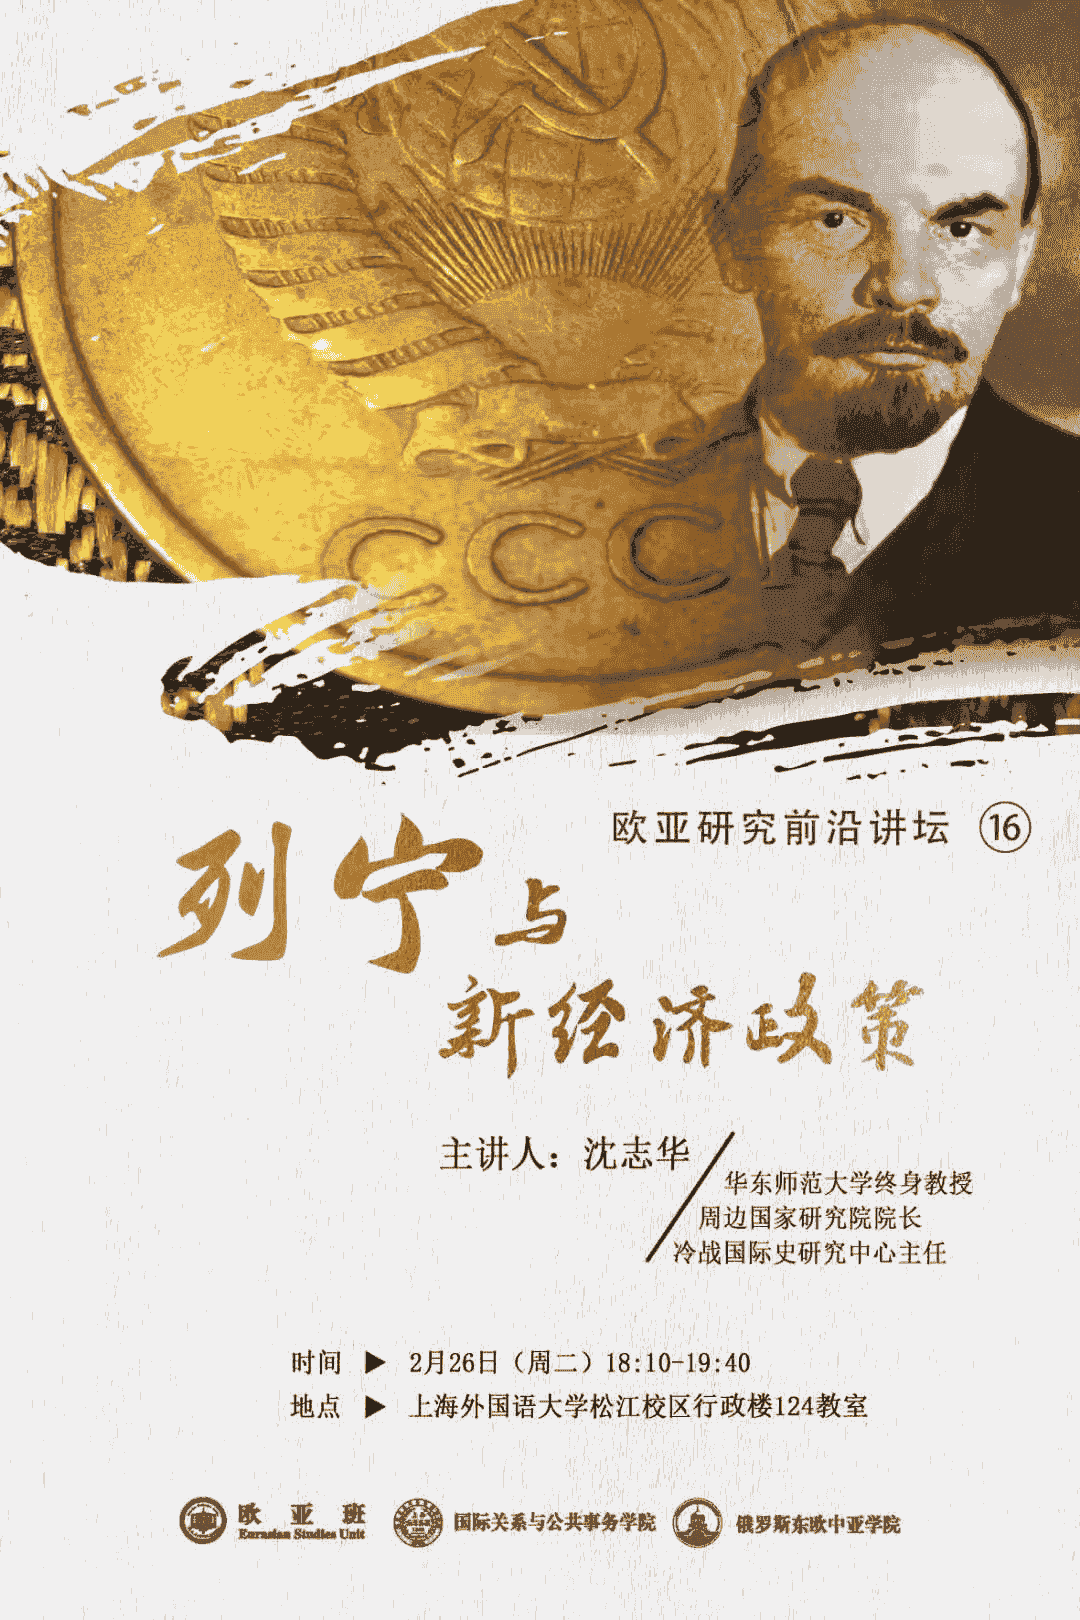 CCC
欧亚研究前沿讲坛 16
列宁与
新经济政策
主讲人：沈志华
华东师范大学终身教授
周边国家研究院院长
冷战国际史研究中心主任
时间 ▶ 2月26日（周二）18:10-19:40
地点 ▶ 上海外国语大学松江校区行政楼124教室
欧亚班
Eurasian Studies Unit
国际关系与公共事务学院
俄罗斯东欧中亚学院